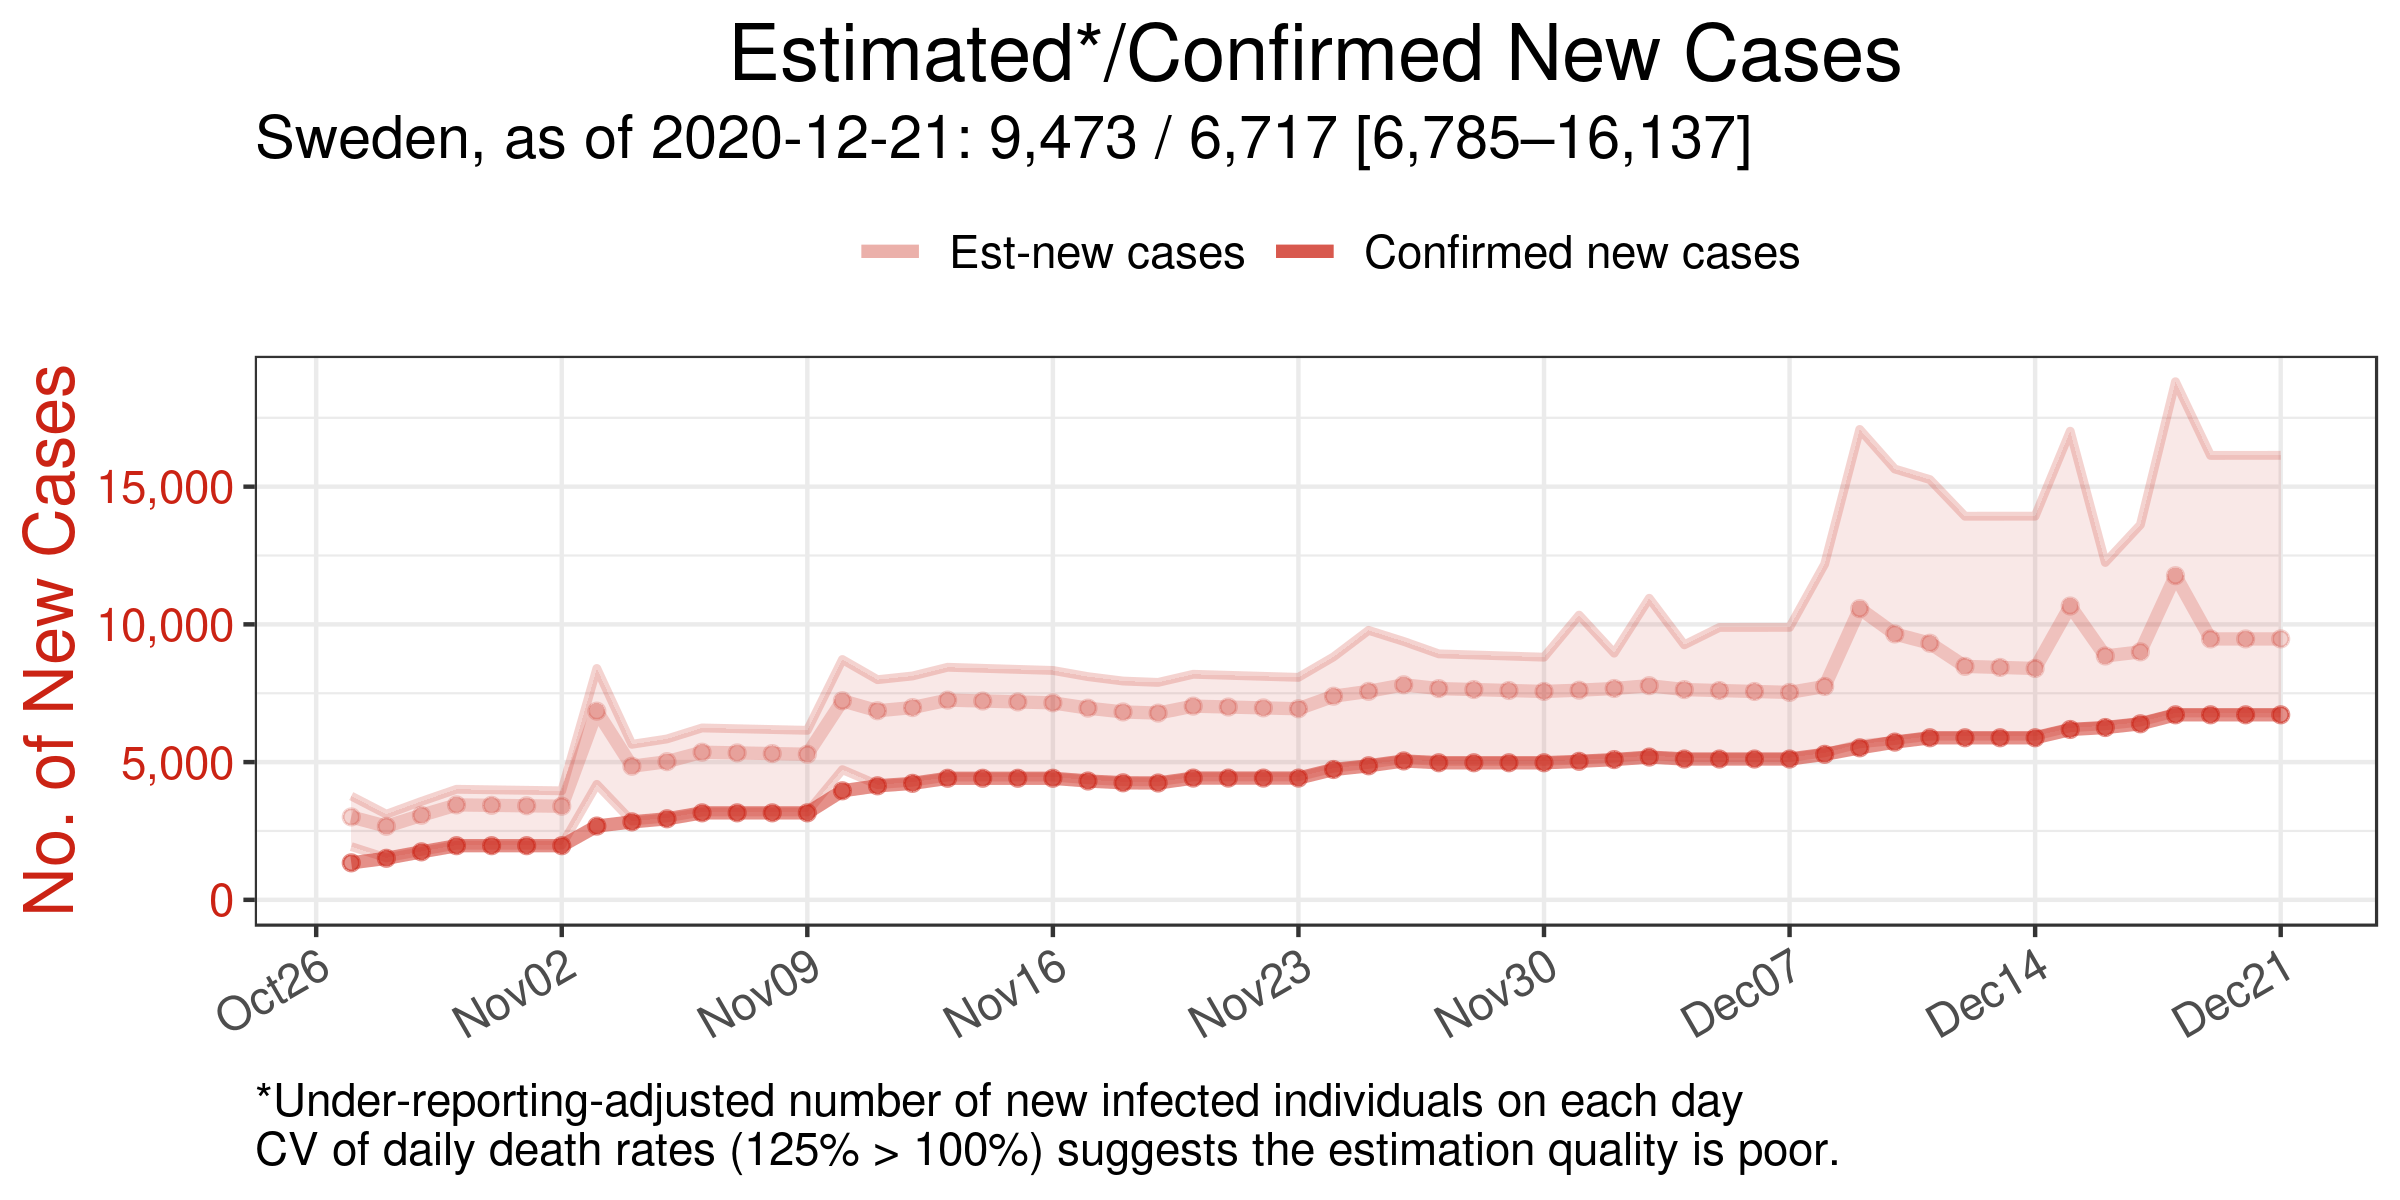 Estimated*/Confirmed New Cases
Sweden, as of 2020-12-21: 9,473 / 6,717 [6,785–16,137]
Est-new cases
Confirmed new cases
No. of New Cases
15,000
10,000
5,000
0
Oct26
Nov02
Nov09
Nov16
Nov23
Nov30
Dec07
Dec14
Dec21
*Under-reporting-adjusted number of new infected individuals on each day
CV of daily death rates (125% > 100%) suggests the estimation quality is poor.